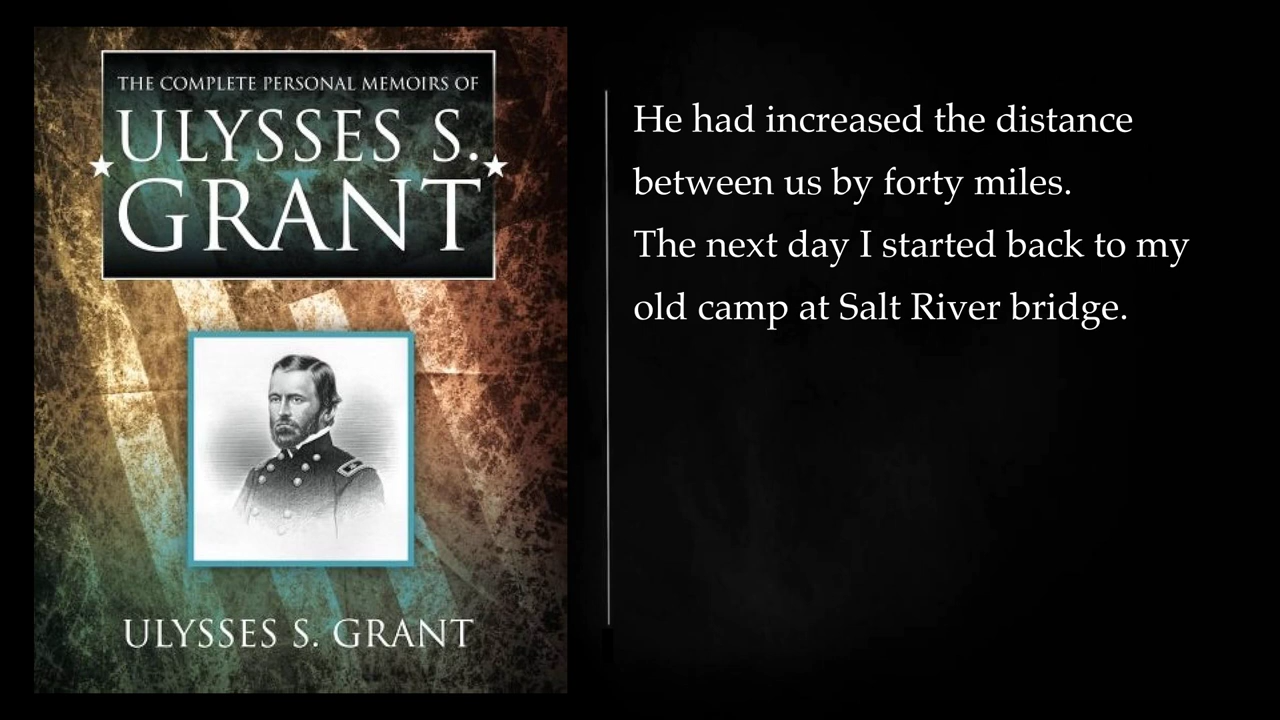 THE COMPLETE PERSONAL MEMOIRS OF
ULYSSES S.
GRANT
ULYSSES S. GRANT
He had increased the distance
between us by forty miles.
The next day I started back to my
old camp at Salt River bridge.